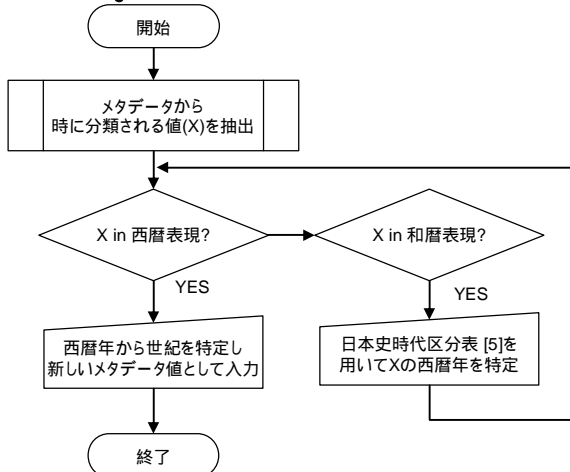 開始
メタデータから
時に分類される値(X)を抽出
X in 西暦表現?
X in 和暦表現?
YES
YES
西暦年から世紀を特定し
新しいメタデータ値として入力
日本史時代区分表 [5]を
用いてXの西暦年を特定
終了